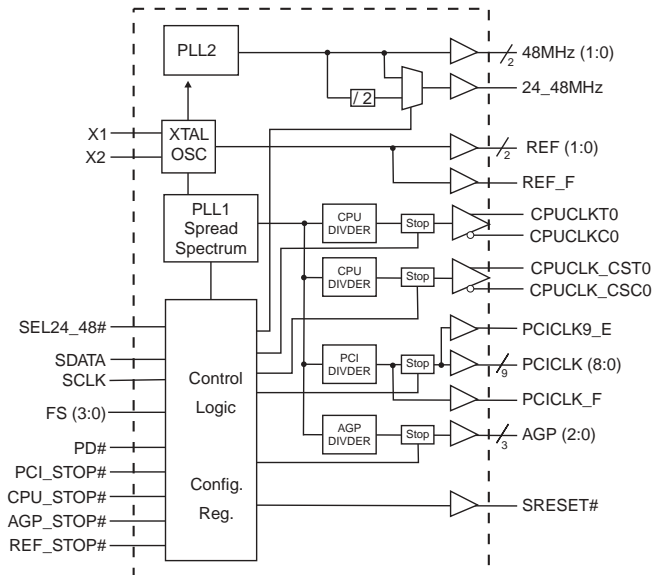 PLL2
/ 2
2
48MHz (1:0)
24_48MHz
X1
X2
XTAL
OSC
2
REF (1:0)
REF_F
PLL1
Spread
Spectrum
CPU
DIVDER
Stop
CPUCLKT0
CPUCLKC0
CPU
DIVDER
Stop
CPUCLK_CST0
CPUCLK_CSC0
SEL24_48#
SDATA
SCLK
FS (3:0)
PD#
PCI_STOP#
CPU_STOP#
AGP_STOP#
REF_STOP#
Control
Logic
Config.
Reg.
PCICLK9_E
PCI
DIVDER
Stop
9
PCICLK (8:0)
PCICLK_F
AGP
DIVDER
Stop
3
AGP (2:0)
SRESET#